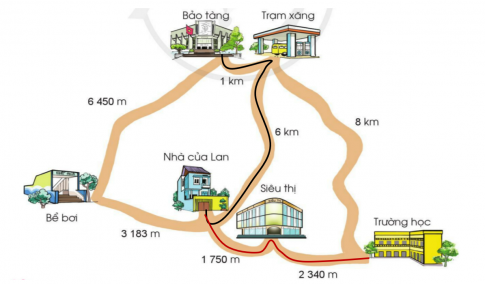 Bảo tàng
Trạm xăng
1 km
6 450 m
6 km
8 km
Nhà của Lan
Siêu thị
Bể bơi
Trường học
3 183 m
1 750 m
2 340 m